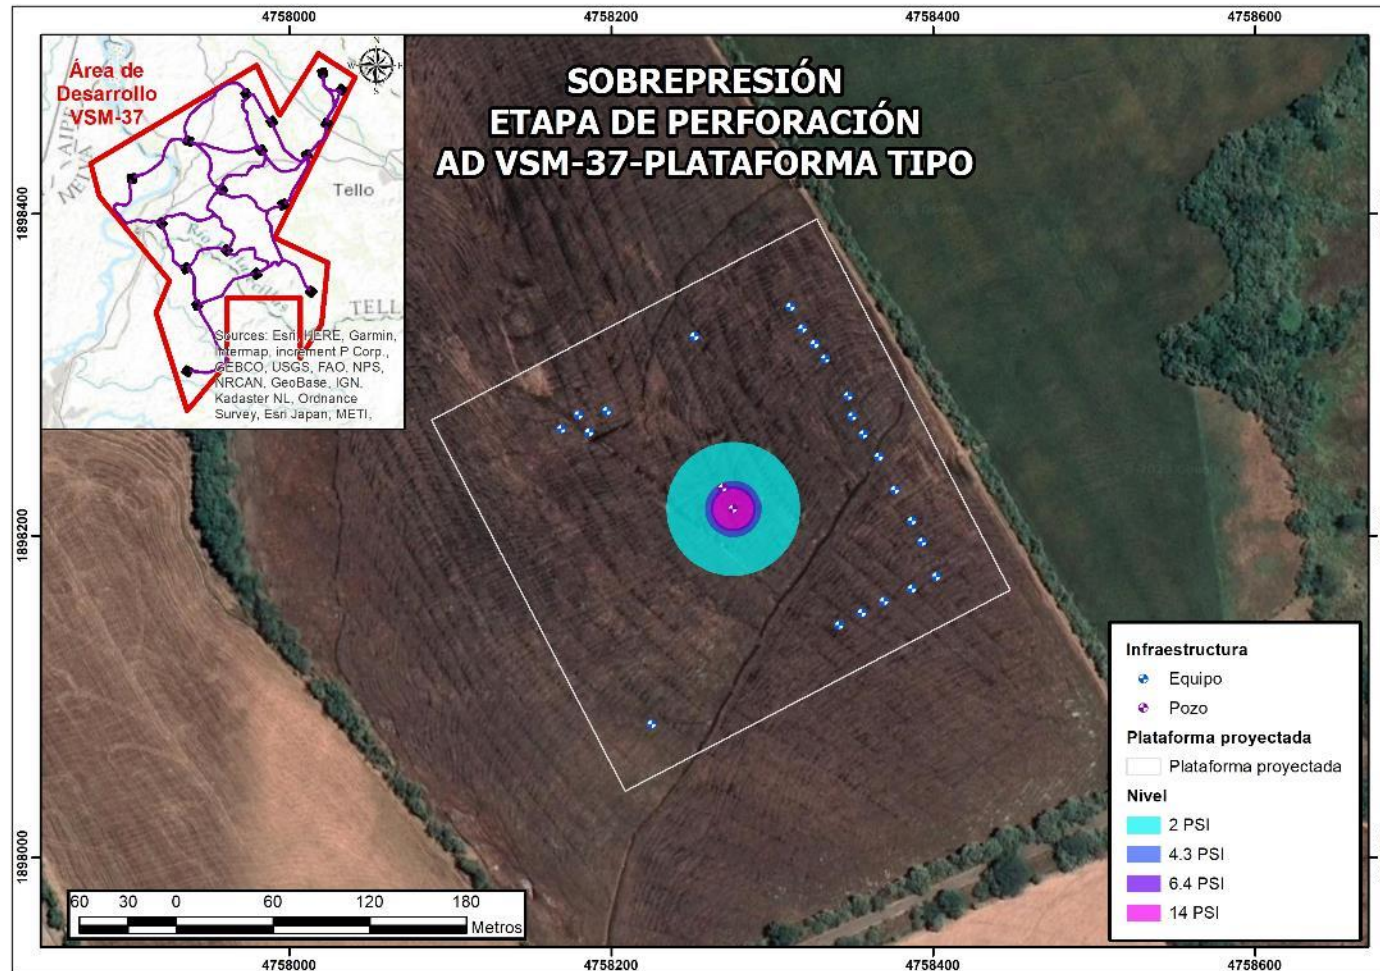 4758000
4758200
4758400
4758600
Área de
Desarrollo
VSM-37
N
W
E
S
SOBREPRESIÓN
ETAPA DE PERFORACIÓN
AD VSM-37-PLATAFORMA TIPO
YAIPE
NEIVA
Tello
TELL
Sources: Esri, HERE, Garmin,
Intermap, increment P Corp.,
GEBCO, USGS, FAO, NPS,
NRCAN, GeoBase, IGN,
Kadaster NL, Ordnance
Survey, Esri Japan, METI,
1898400
1898200
1898000
Infraestructura
Equipo
Pozo
Plataforma proyectada
Plataforma proyectada
Nivel
2 PSI
4.3 PSI
6.4 PSI
14 PSI
60 30 0 60 120 180
Metros
4758000
4758200
4758400
4758600